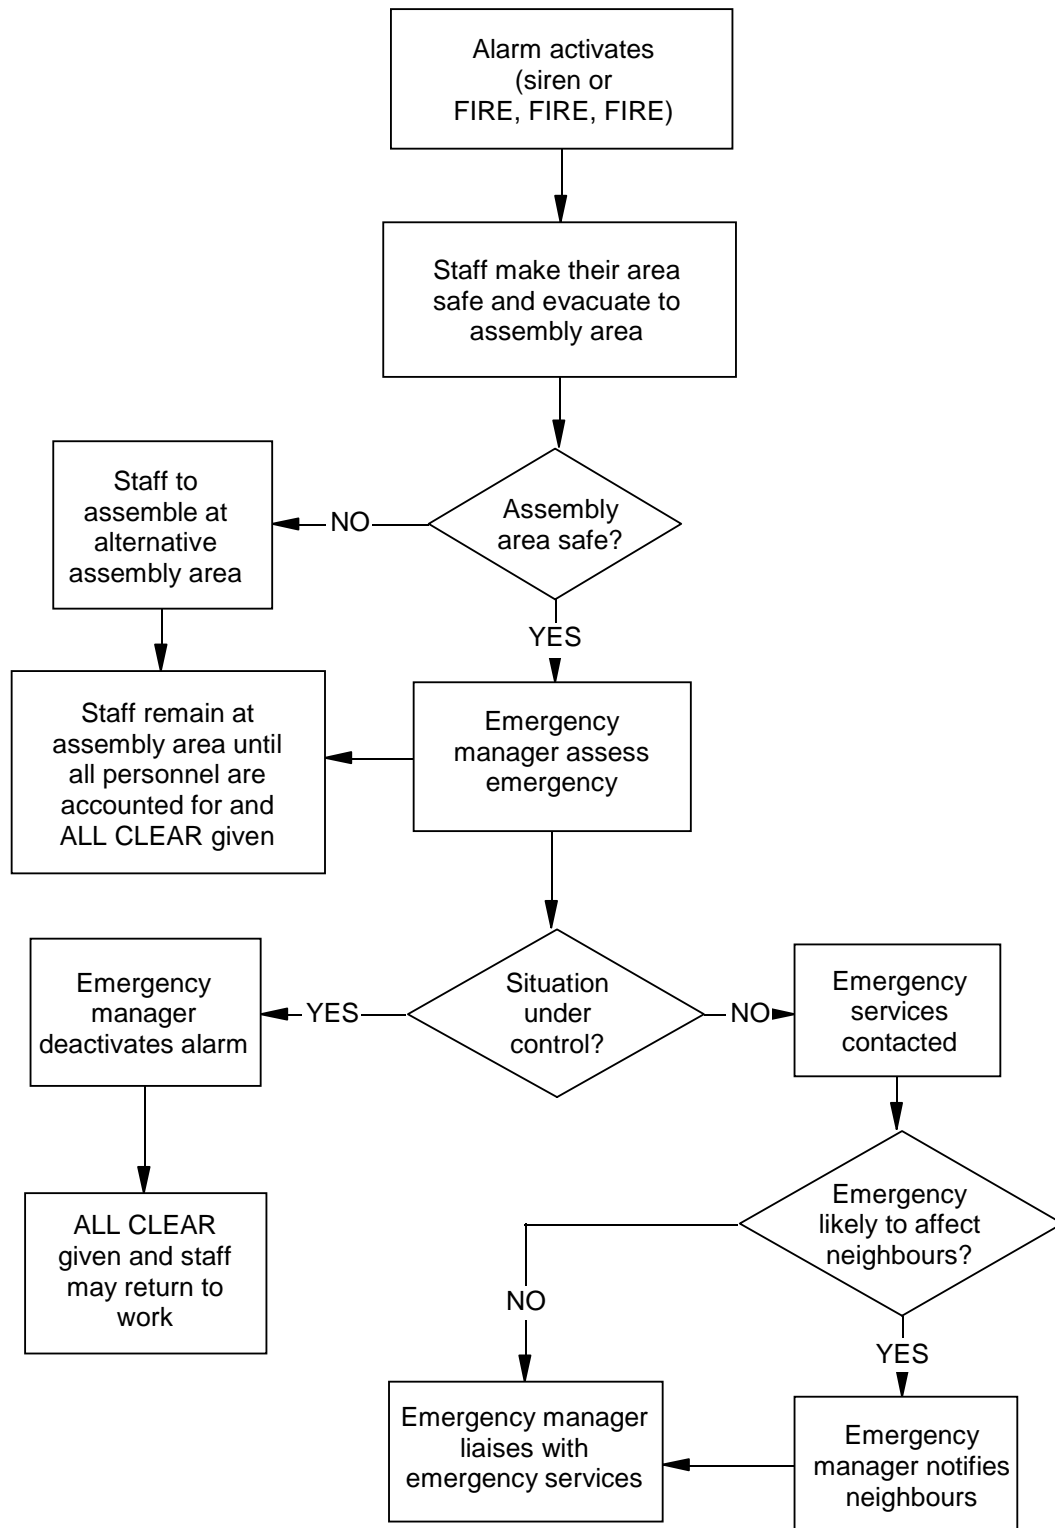 Alarm activates
(siren or
FIRE, FIRE, FIRE)
Staff make their area
safe and evacuate to
assembly area
Assembly
area safe?
NO
Staff to
assemble at
alternative
assembly area
YES
Staff remain at
assembly area until
all personnel are
accounted for and
ALL CLEAR given
Emergency
manager assess
emergency
Situation
under
control?
YES
Emergency
manager
deactivates alarm
NO
Emergency
services
contacted
ALL CLEAR
given and staff
may return to
work
Emergency
likely to affect
neighbours?
NO
YES
Emergency manager
liaises with
emergency services
Emergency
manager notifies
neighbours